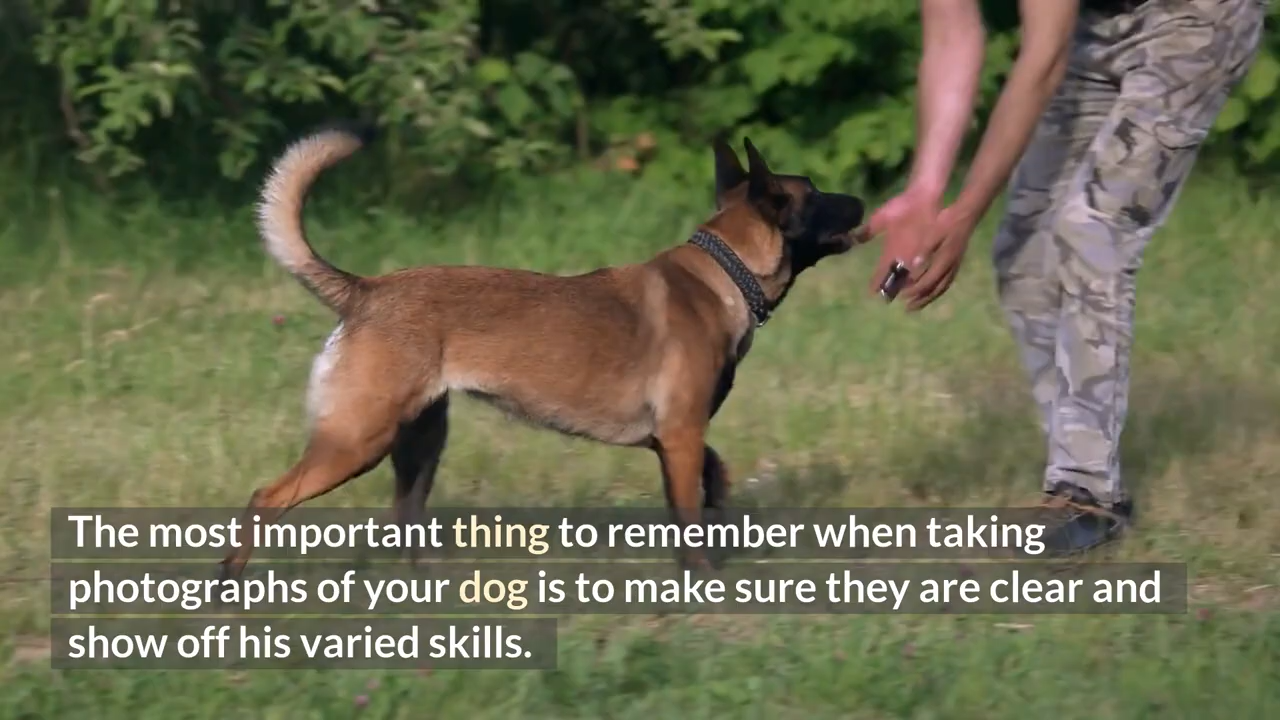 The most important thing to remember when taking
photographs of your dog is to make sure they are clear and
show off his varied skills.